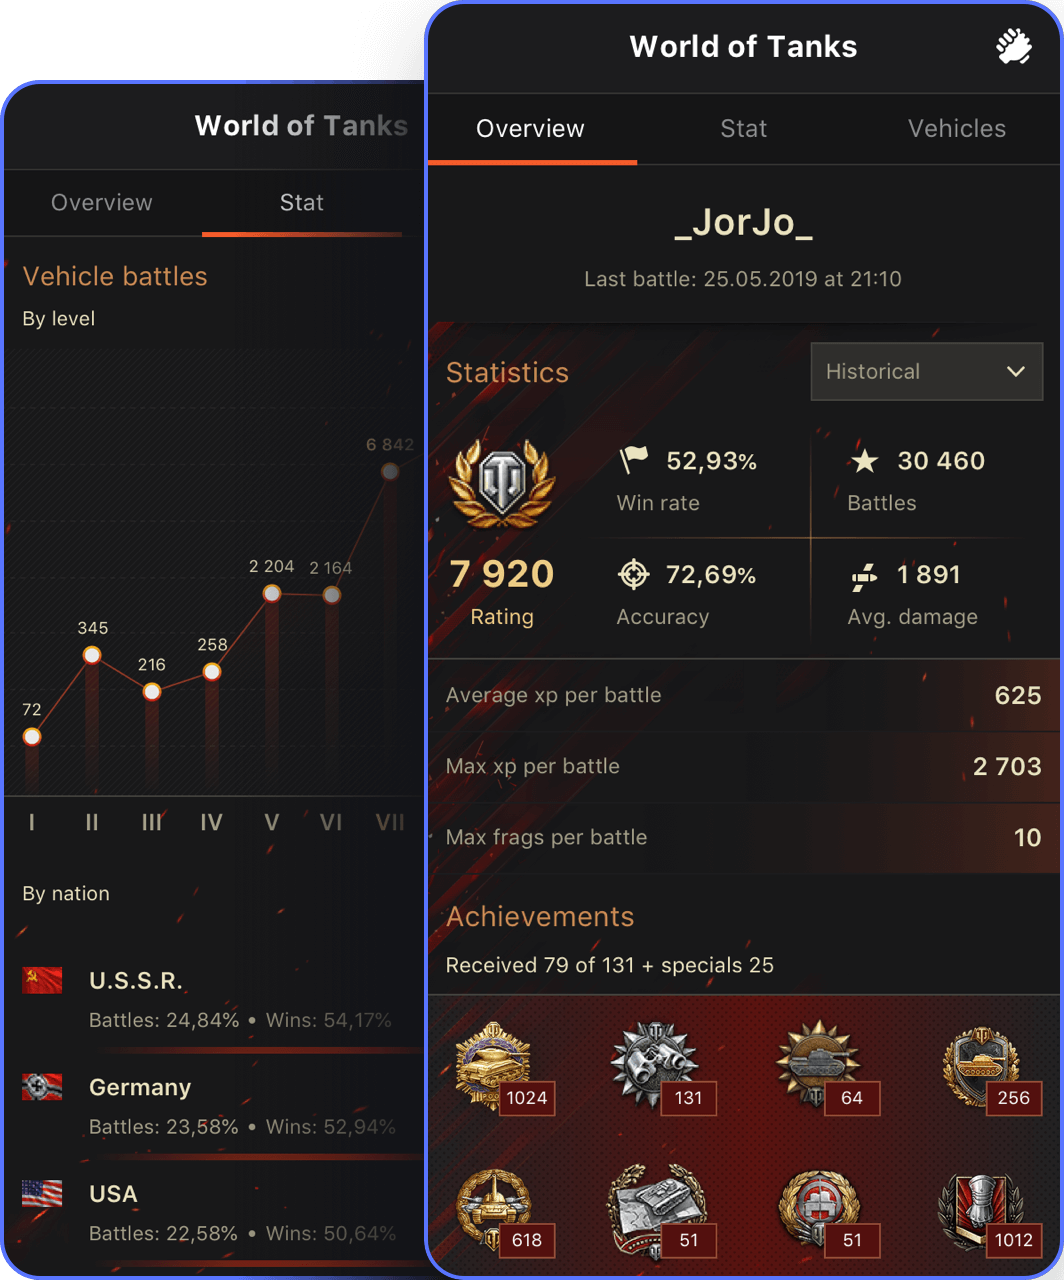 World of Tanks
Overview Stat
Vehicle battles
By level
6 842
2 204 2 164
345
258
216
72
I II III IV V VI VII
By nation
U.S.S.R.
Battles: 24,84% • Wins: 54,17%
Germany
Battles: 23,58% • Wins: 52,94%
USA
Battles: 22,58% • Wins: 50,64%
World of Tanks
Overview Stat Vehicles
_JorJo_
Last battle: 25.05.2019 at 21:10
Statistics
Historical
52,93%
Win rate
30 460
Battles
7 920
Rating
72,69%
Accuracy
1 891
Avg. damage
Average xp per battle 625
Max xp per battle 2 703
Max frags per battle 10
Achievements
Received 79 of 131 + specials 25
1024 131 64 256
618 51 51 1012